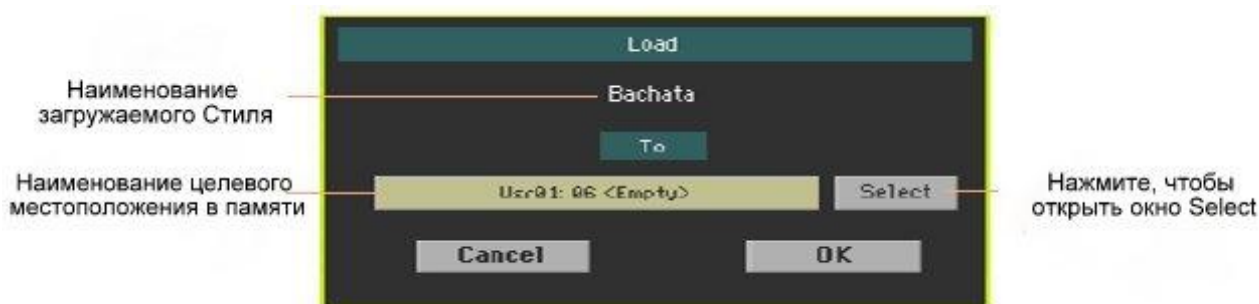 Load
Наименование
загружаемого Стиля
Bachata
To
Наименование целевого
местоположения в памяти
Usr01: 06 <Empty>
Select
Нажмите, чтобы
открыть окно Select
Cancel
OK